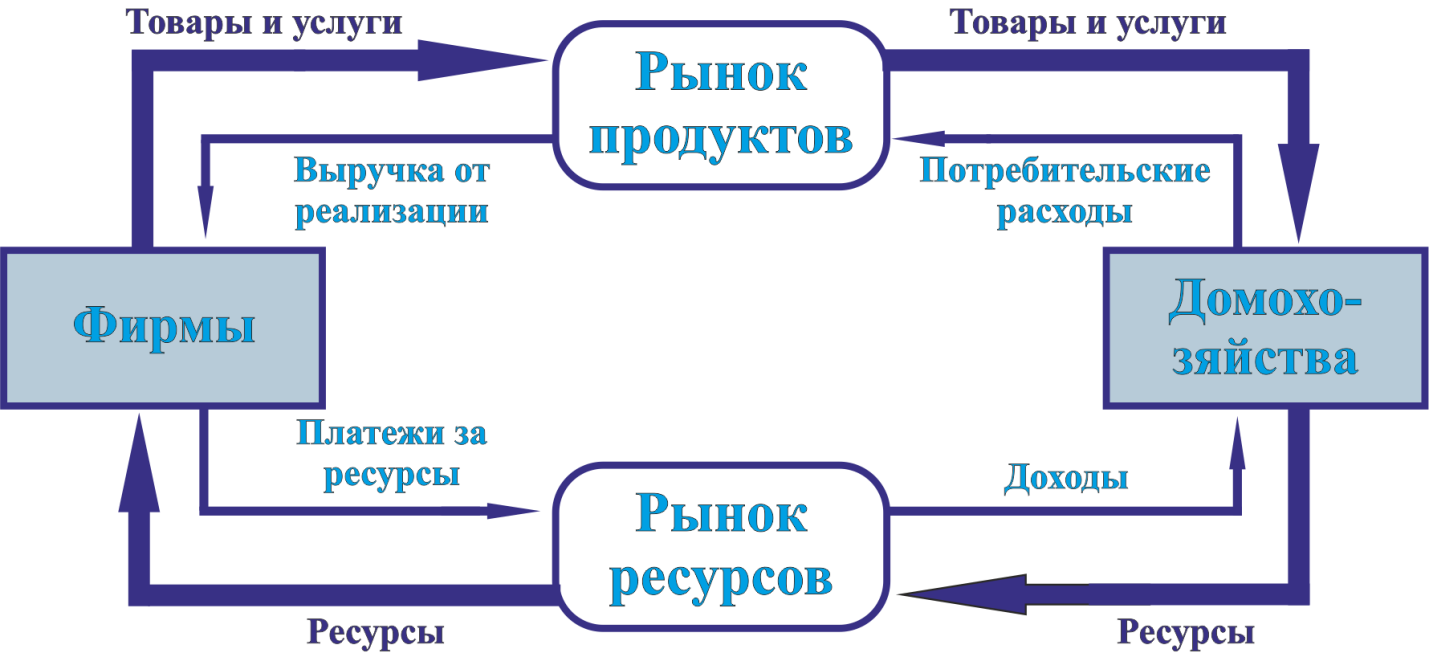 Товары и услуги
Товары и услуги
Рынок
продуктов
Выручка от
реализации
Потребительские
расходы
Фирмы
Домохо-
зяйства
Платежи за
ресурсы
Доходы
Рынок
ресурсов
Ресурсы
Ресурсы